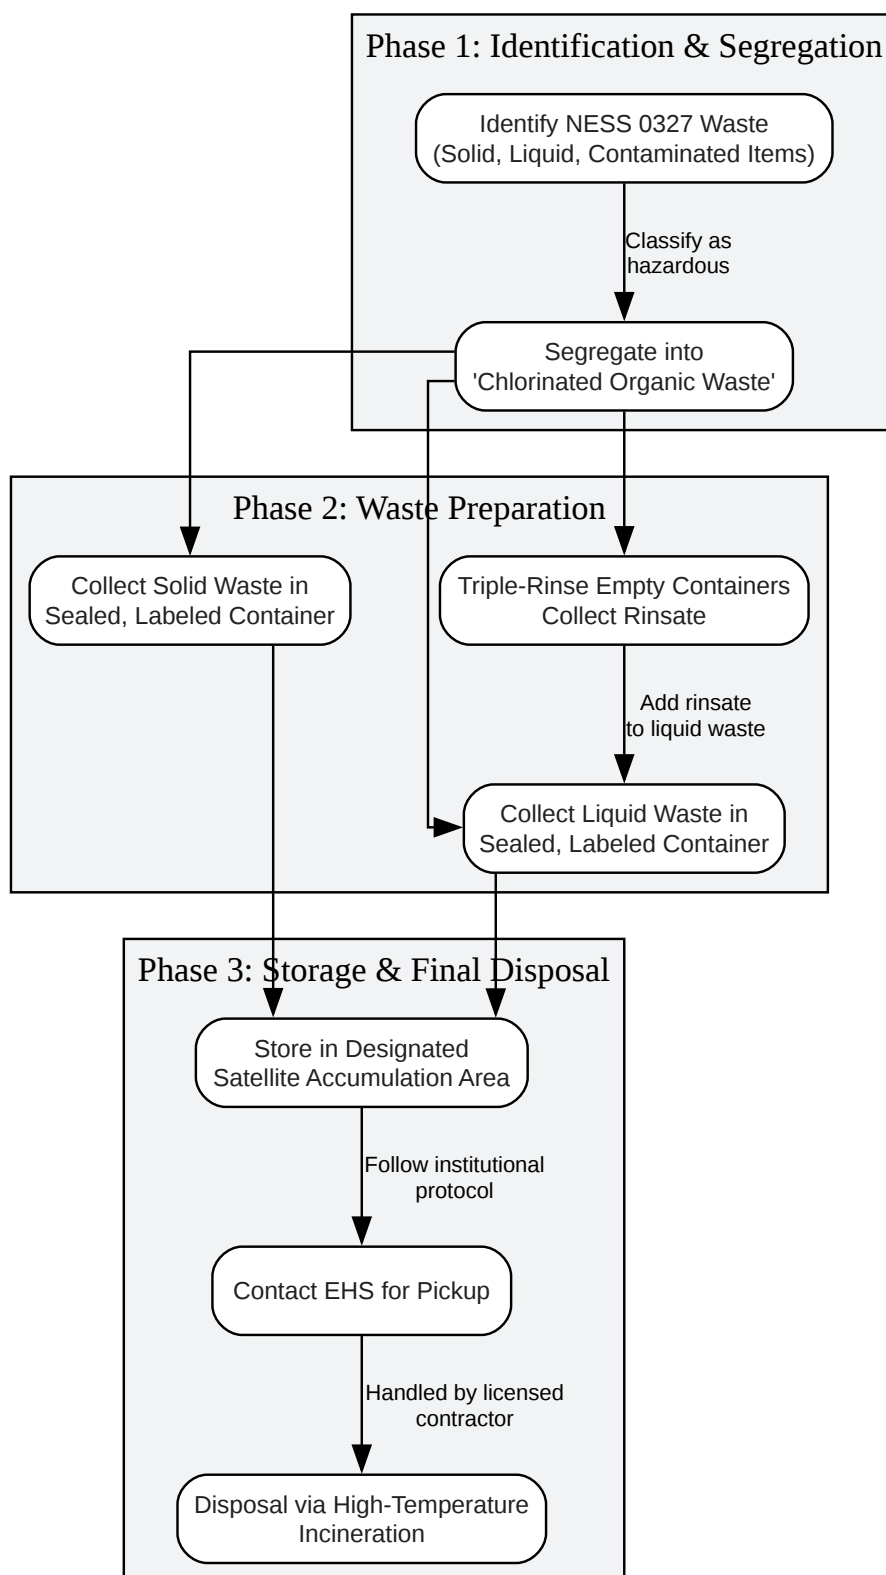 Phase 1: Identification & Segregation
Identify NESS 0327 Waste
(Solid, Liquid, Contaminated Items)
Classify as
hazardous
Segregate into
'Chlorinated Organic Waste'
Phase 2: Waste Preparation
Collect Solid Waste in
Sealed, Labeled Container
Triple-Rinse Empty Containers
Collect Rinsate
Add rinsate
to liquid waste
Collect Liquid Waste in
Sealed, Labeled Container
Phase 3: Storage & Final Disposal
Store in Designated
Satellite Accumulation Area
Follow institutional
protocol
Contact EHS for Pickup
Handled by licensed
contractor
Disposal via High-Temperature
Incineration